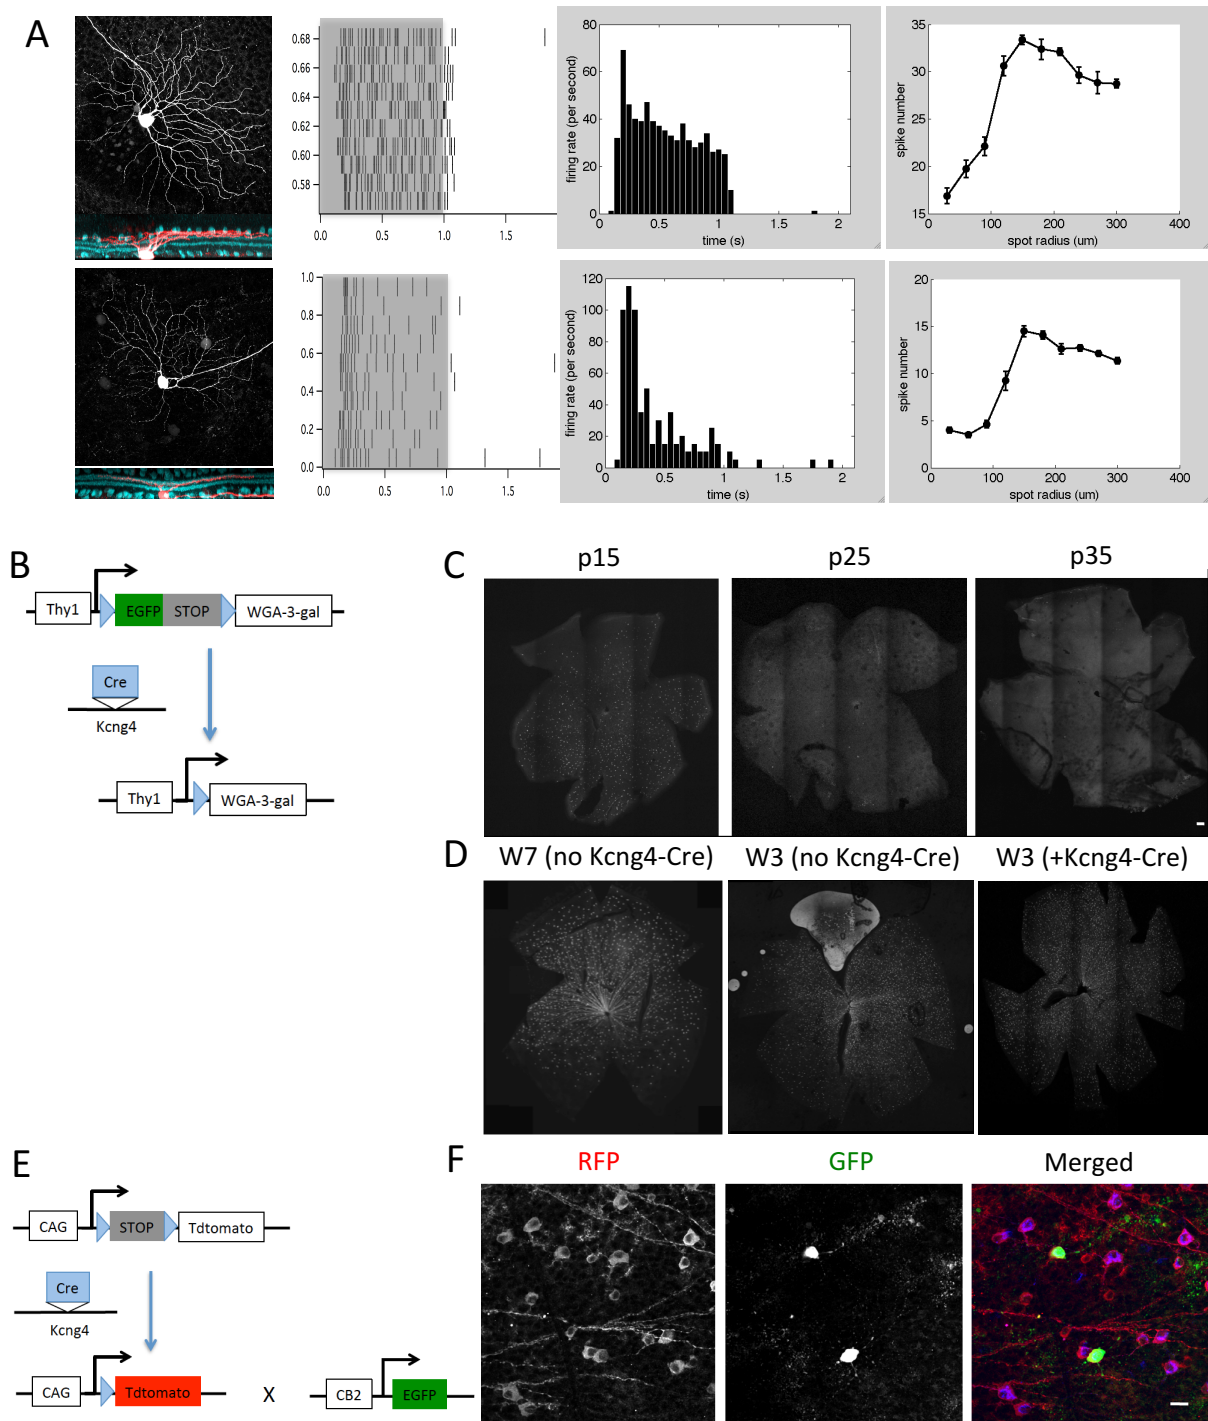 A
0.68
0.66
0.64
0.62
0.60
0.58
0.0 0.5 1.0 1.5
firing rate (per second)
80
60
40
20
0
0 0.5 1 1.5 2
time (s)
spike number
35
30
25
20
15
0 100 200 300 400
spot radius (um)
1.0
0.8
0.6
0.4
0.2
0.0
0.0 0.5 1.0 1.5
firing rate (per second)
120
100
80
60
40
20
0
0 0.5 1 1.5 2
time (s)
spike number
20
15
10
5
0
0 100 200 300 400
spot radius (um)
B
Thy1 EGFP STOP WGA-3-gal
Cre
Kcng4
Thy1 WGA-3-gal
C
p15 p25 p35
D
W7 (no Kcng4-Cre) W3 (no Kcng4-Cre) W3 (+Kcng4-Cre)
E
CAG STOP Tdtomato
Cre
Kcng4
CAG Tdtomato X CB2 EGFP
F
RFP GFP Merged